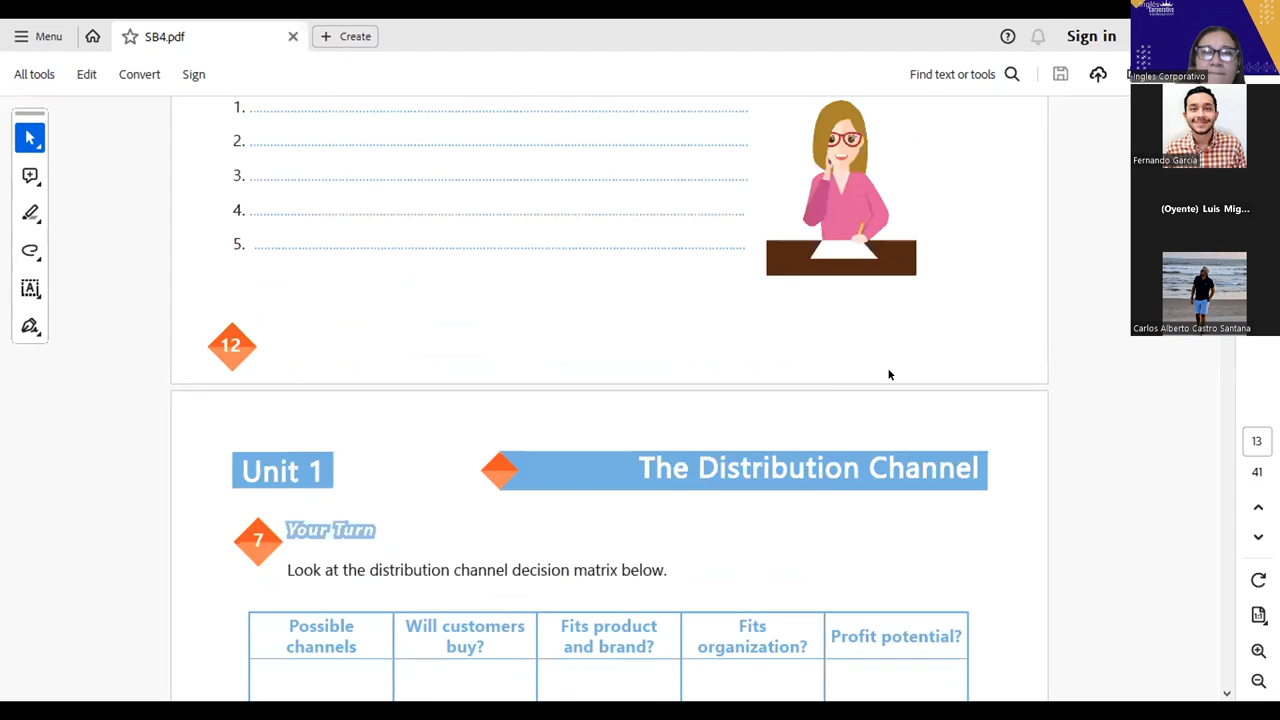 Menu
SB4.pdf
Create
Sign in
All tools
Edit
Convert
Sign
Find text or tools
1.
2.
3.
4.
5.
12
Unit 1
The Distribution Channel
7
Your Turn
Look at the distribution channel decision matrix below.
Possible channels
Will customers buy?
Fits product and brand?
Fits organization?
Profit potential?
Inglés
Corporativo
Ingles Corporativo
Fernando García
(Oyente) Luis Mig...
Carlos Alberto Castro Santana
13
41